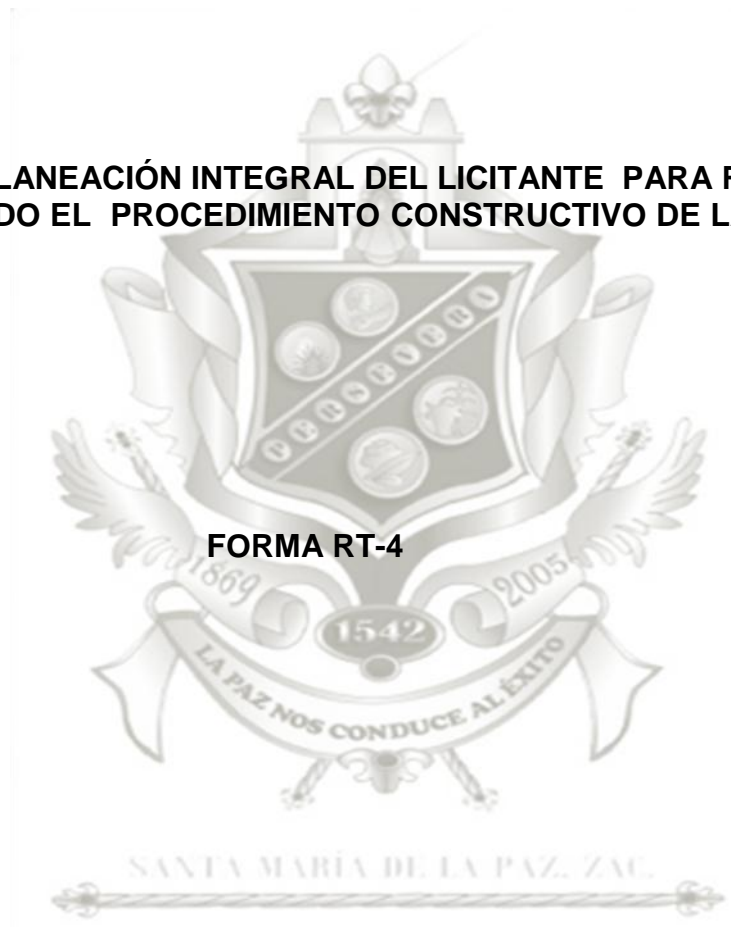 LANEACIÓN INTEGRAL DEL LICITANTE PARA
DO EL PROCEDIMIENTO CONSTRUCTIVO DE
PERSEVERA
FORMA RT-4
1869
2005
1542
LA PAZ NOS CONDUCE AL ÉXITO
SANTA MARÍA DE LA PAZ, ZAC.